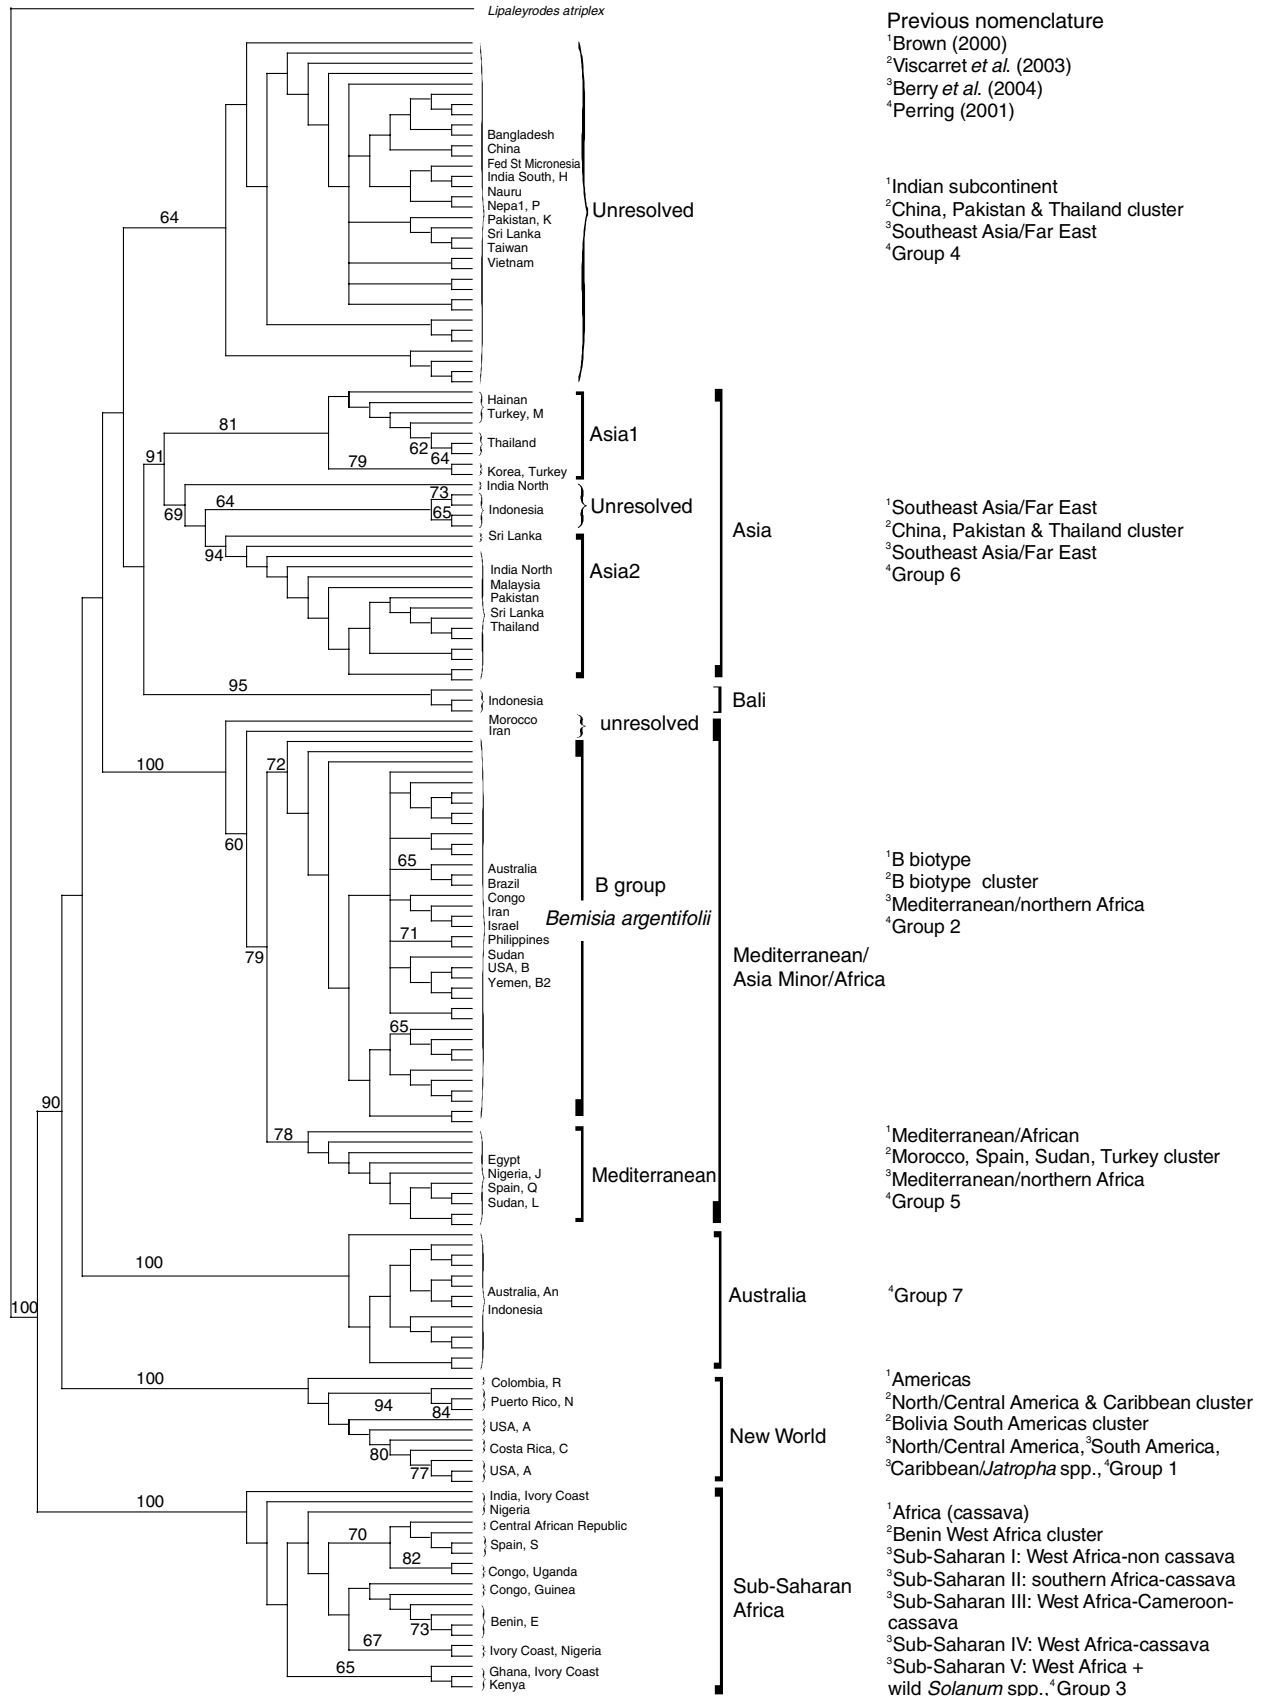 Lipaleyrodes atriplex
Previous nomenclature
1Brown (2000)
2Viscarret et al. (2003)
3Berry et al. (2004)
4Perring (2001)
64
Bangladesh
China
Fed St Micronesia
India South, H
Nauru
Nepa1, P
Pakistan, K
Sri Lanka
Taiwan
Vietnam
Unresolved
1Indian subcontinent
2China, Pakistan & Thailand cluster
3Southeast Asia/Far East
4Group 4
81
91
62
64
79
Hainan
Turkey, M
Thailand
Korea, Turkey
Asia1
69
64
73
65
94
India North
Indonesia
Unresolved
Sri Lanka
India North
Malaysia
Pakistan
Sri Lanka
Thailand
Asia2
Asia
1Southeast Asia/Far East
2China, Pakistan & Thailand cluster
3Southeast Asia/Far East
4Group 6
95
Indonesia
Bali
100
Morocco
Iran
unresolved
72
60
79
65
71
65
Australia
Brazil
Congo
Iran
Israel
Philippines
Sudan
USA, B
Yemen, B2
B group
Bemisia argentifolii
Mediterranean/
Asia Minor/Africa
1B biotype
2B biotype cluster
3Mediterranean/northern Africa
4Group 2
90
78
Egypt
Nigeria, J
Spain, Q
Sudan, L
Mediterranean
1Mediterranean/African
2Morocco, Spain, Sudan, Turkey cluster
3Mediterranean/northern Africa
4Group 5
100
100
Australia, An
Indonesia
Australia
4Group 7
100
94
84
80
77
Colombia, R
Puerto Rico, N
USA, A
Costa Rica, C
USA, A
New World
1Americas
2North/Central America & Caribbean cluster
2Bolivia South Americas cluster
3North/Central America, 3South America,
3Caribbean/Jatropha spp., 4Group 1
100
70
82
73
67
65
India, Ivory Coast
Nigeria
Central African Republic
Spain, S
Congo, Uganda
Congo, Guinea
Benin, E
Ivory Coast, Nigeria
Ghana, Ivory Coast
Kenya
Sub-Saharan
Africa
1Africa (cassava)
2Benin West Africa cluster
3Sub-Saharan I: West Africa-non cassava
3Sub-Saharan II: southern Africa-cassava
3Sub-Saharan III: West Africa-Cameroon-
cassava
3Sub-Saharan IV: West Africa-cassava
3Sub-Saharan V: West Africa +
wild Solanum spp., 4Group 3